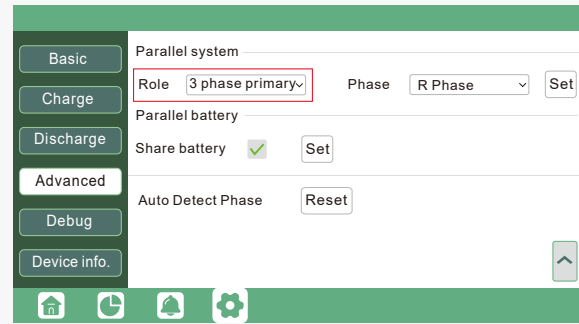 Basic
Charge
Discharge
Advanced
Debug
Device info.
Parallel system
Role 3 phase primary Phase R Phase Set
Parallel battery
Share battery Set
Auto Detect Phase Reset